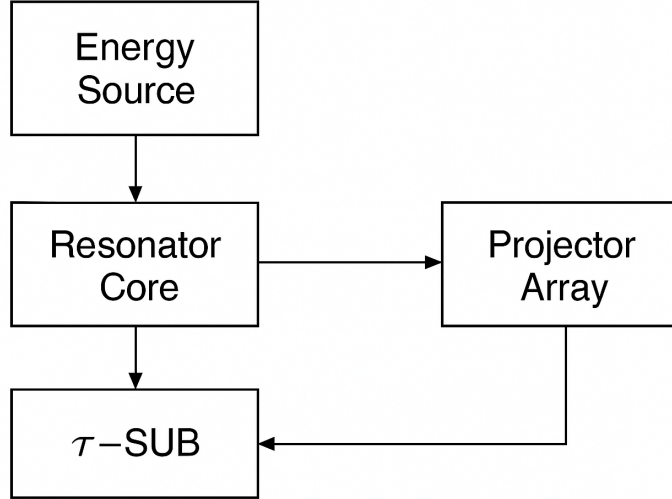 Energy
Source
Resonator
Core
Projector
Array
τ–SUB